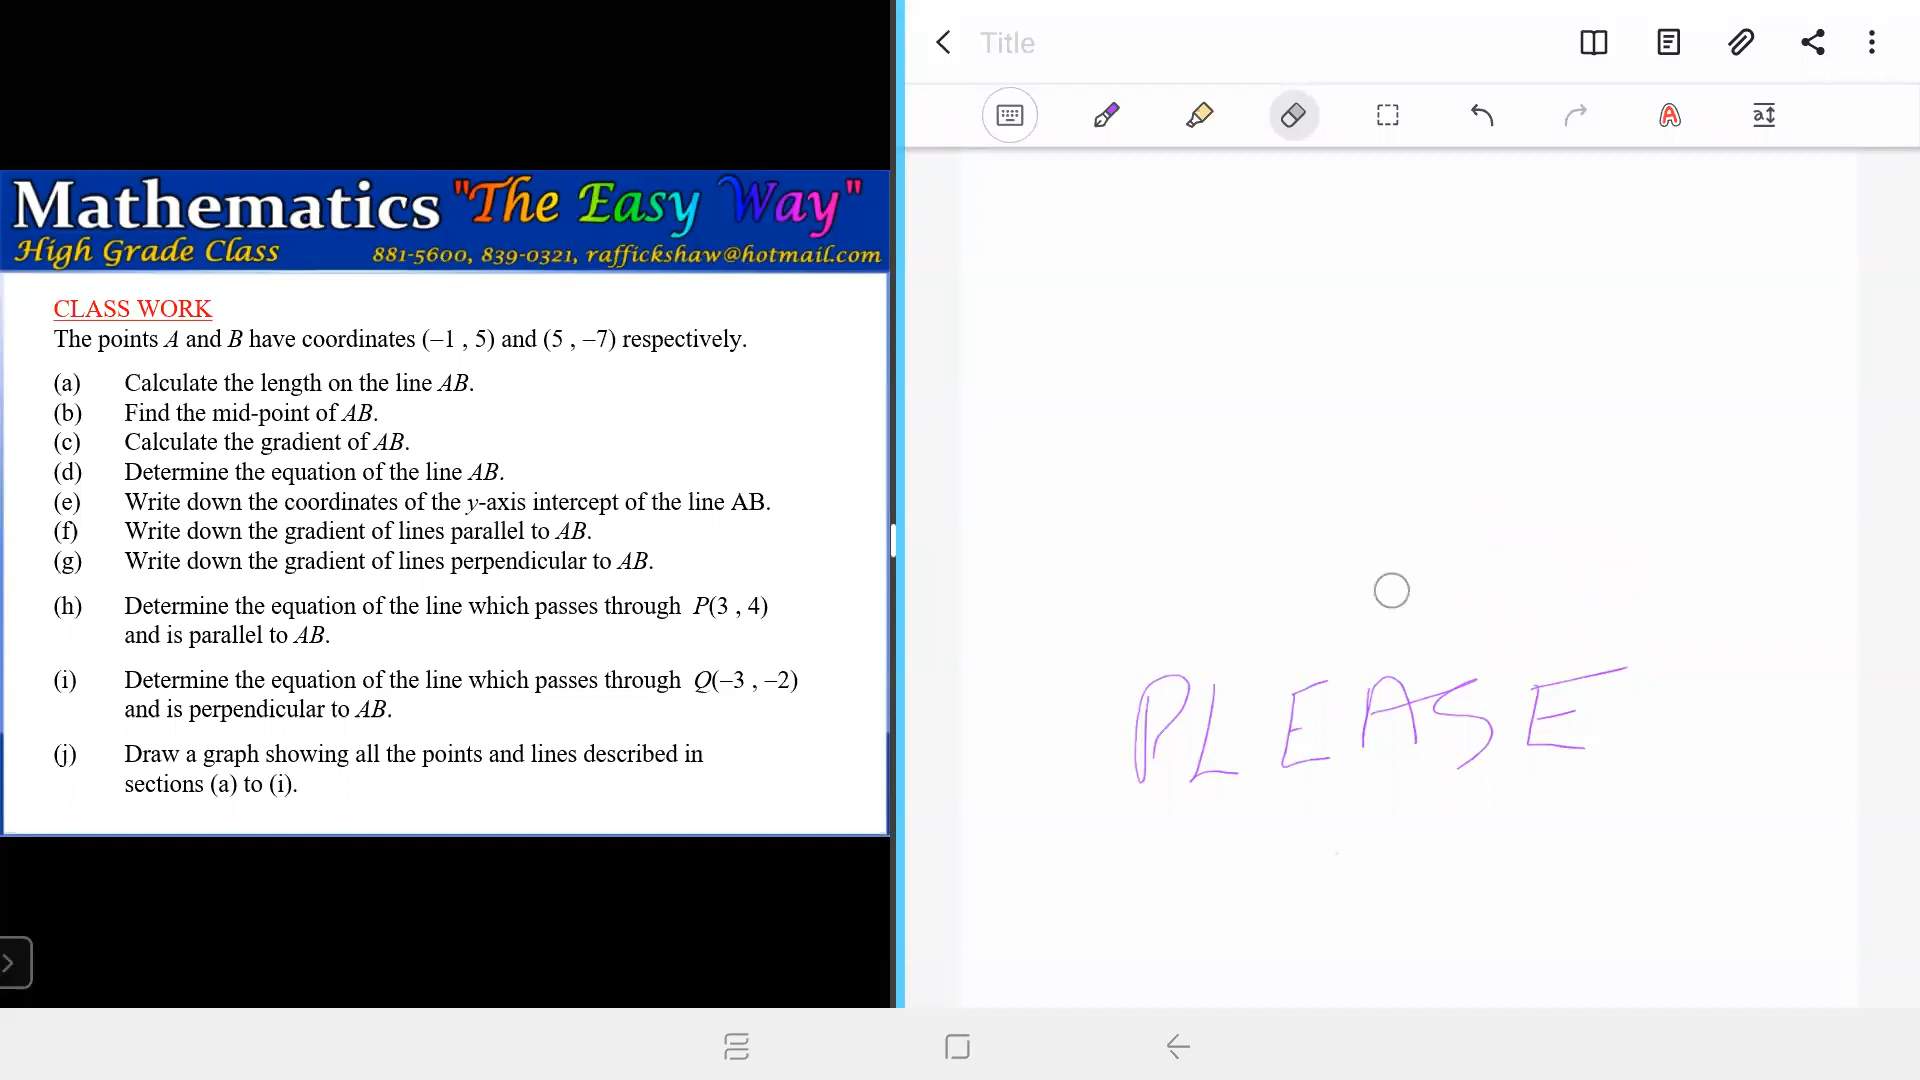 Title
Mathematics "The Easy Way"
High Grade Class 881-5600, 839-0321, raffickshaw@hotmail.com
CLASS WORK
The points A and B have coordinates (–1 , 5) and (5 , –7) respectively.
(a) Calculate the length on the line AB.
(b) Find the mid-point of AB.
(c) Calculate the gradient of AB.
(d) Determine the equation of the line AB.
(e) Write down the coordinates of the y-axis intercept of the line AB.
(f) Write down the gradient of lines parallel to AB.
(g) Write down the gradient of lines perpendicular to AB.
(h) Determine the equation of the line which passes through P(3 , 4)
and is parallel to AB.
(i) Determine the equation of the line which passes through Q(–3 , –2)
and is perpendicular to AB.
(j) Draw a graph showing all the points and lines described in
sections (a) to (i).
PLEASE